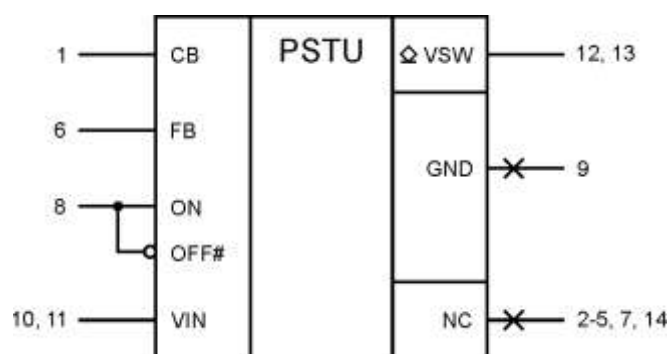 1 CB PSTU VSW 12, 13
6 FB
GND 9
8 ON
OFF#
10, 11 VIN NC 2-5, 7, 14